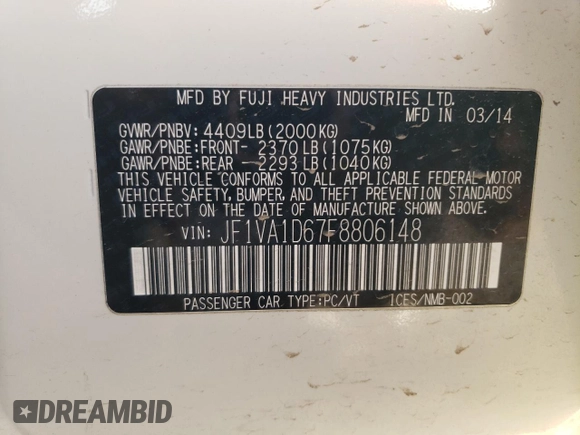 MFD BY FUJI HEAVY INDUSTRIES LTD.
MFD IN 03/14
GVWR/PNBV: 4409LB(2000KG)
GAWR/PNBE:FRONT- 2370LB(1075KG)
GAWR/PNBE:REAR -2293LB(1040KG)
THIS VEHICLE CONFORMS TO ALL APPLICABLE FEDERAL MOTOR
VEHICLE SAFETY, BUMPER, AND THEFT PREVENTION STANDARDS
IN EFFECT ON THE DATE OF MANUFACTURE SHOWN ABOVE.
VIN: JF1VA1D67F8806148
PASSENGER CAR TYPE:PC/VT ICES/NMB-002
DREAMBID